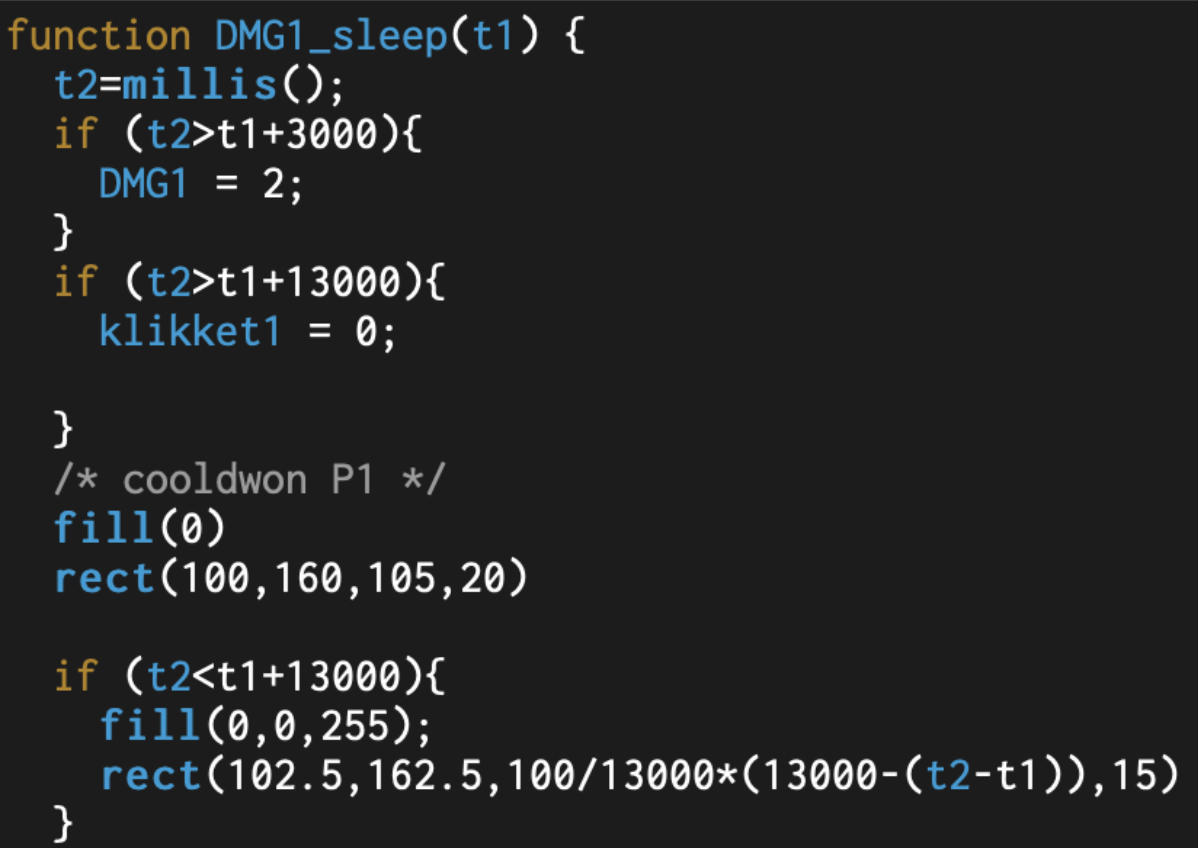 function DMG1_sleep(t1) {
  t2=millis();
  if (t2>t1+3000){
    DMG1 = 2;
  }
  if (t2>t1+13000){
    klikket1 = 0;

  }
  /* cooldwon P1 */
  fill(0)
  rect(100,160,105,20)

  if (t2<t1+13000){
    fill(0,0,255);
    rect(102.5,162.5,100/13000*(13000-(t2-t1)),15)
  }